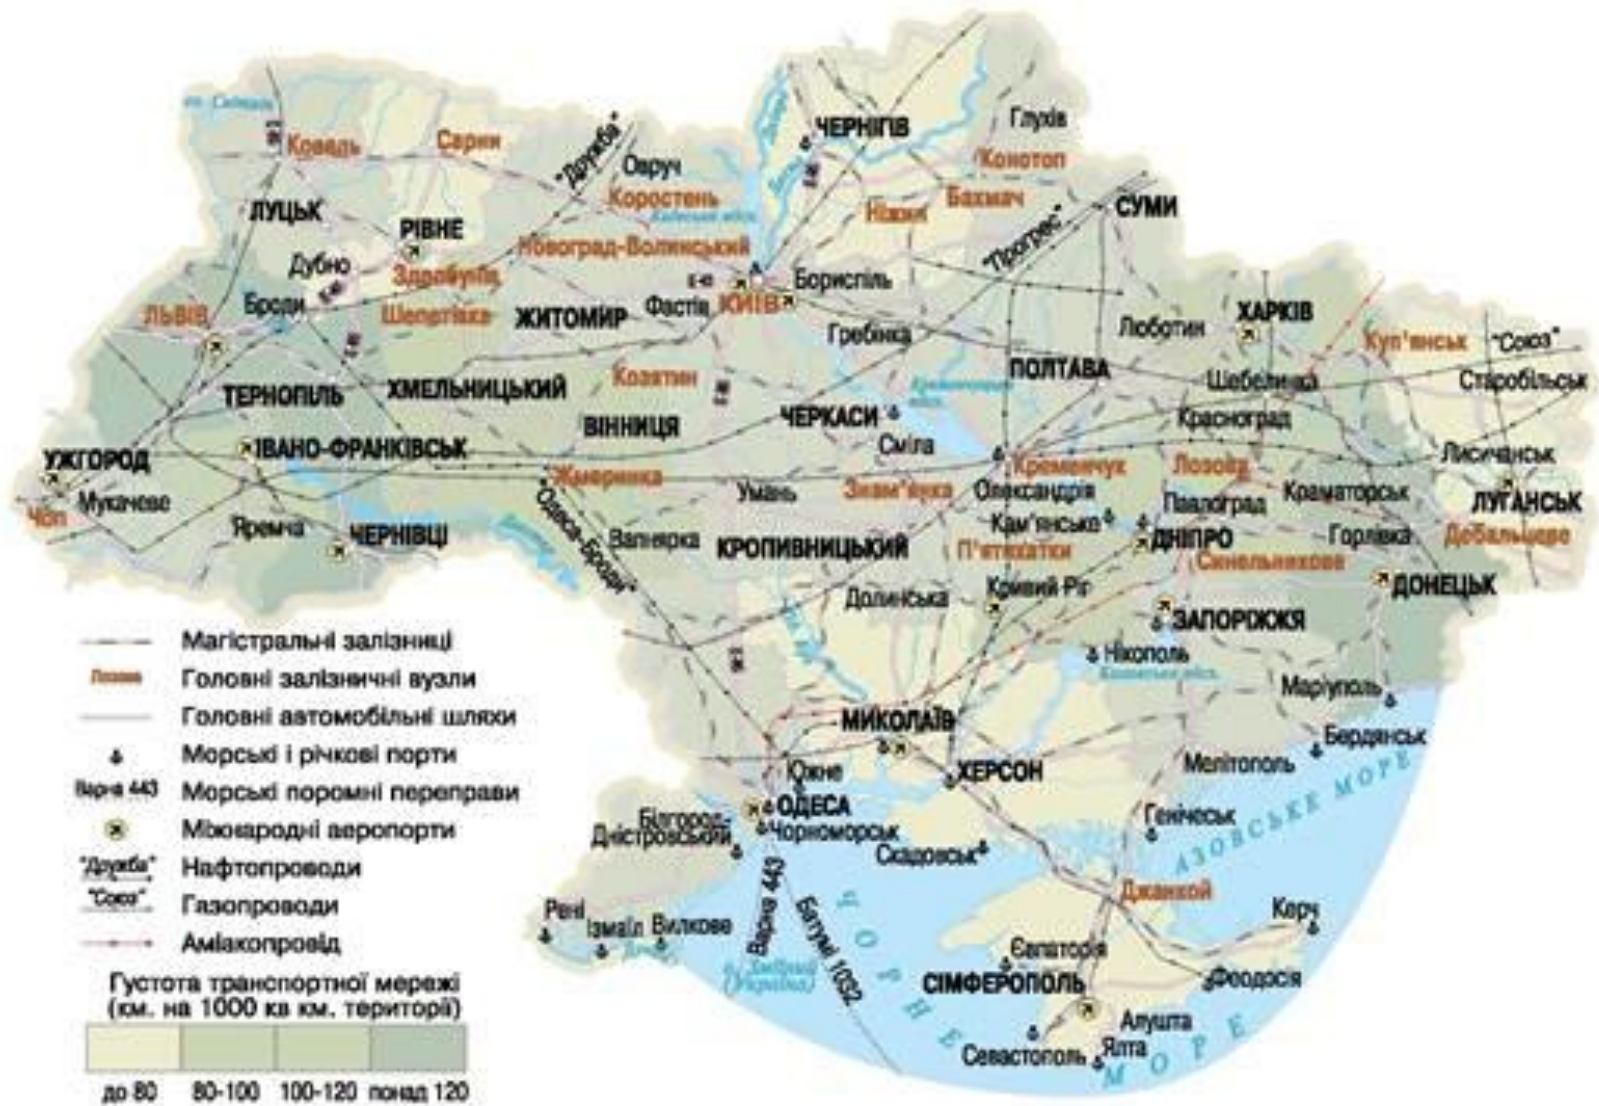 ЧЕРНІГІВ
Глухів
Ковель
Сарни
"Дружба"
Овруч
Конотоп
Коростень
Бахмач
Ніжин
ЛУЦЬК
РІВНЕ
СУМИ
"Прогрес"
Новоград-Волинський
Дубно
Здолбунів
Бориспіль
Броди
ЛЬВІВ
Шепетівка
ЖИТОМИР
Фастів
КИЇВ
ХАРКІВ
Гребінка
Люботин
Куп'янськ
"Союз"
ПОЛТАВА
Шебелинка
Старобільськ
ТЕРНОПІЛЬ
ХМЕЛЬНИЦЬКИЙ
Козятин
ЧЕРКАСИ
Красноград
ВІННИЦЯ
Сміла
УЖГОРОД
ІВАНО-ФРАНКІВСЬК
Лисичанськ
Жмеринка
Кременчук
Лозова
Мукачеве
Умань
Знам'янка
Олександрія
Павлоград
Краматорськ
ЛУГАНСЬК
Чоп
Яремча
ЧЕРНІВЦІ
"Одеса-Броди"
Вапнярка
КРОПИВНИЦЬКИЙ
Кам'янське
П'ятихатки
ДНІПРО
Горлівка
Дебальцеве
Синельникове
Долинська
Кривий Ріг
ДОНЕЦЬК
ЗАПОРІЖЖЯ
Нікополь
Маріуполь
МИКОЛАЇВ
Бердянськ
Южне
ХЕРСОН
Мелітополь
ОДЕСА
Білгород-
Дністровський
Чорноморськ
Генічеськ
АЗОВСЬКЕ МОРЕ
Скадовськ
Варна 443
Батумі 1032
Джанкой
Рені
Ізмаїл
Вилкове
Керч
Євпаторія
СІМФЕРОПОЛЬ
Феодосія
Алушта
Севастополь
Ялта
ЧОРНЕ МОРЕ
Магістральні залізниці
Лозова
Головні залізничні вузли
Головні автомобільні шляхи
Морські і річкові порти
Варна 443
Морські поромні переправи
Міжнародні аеропорти
"Дружба"
Нафтопроводи
"Союз"
Газопроводи
Аміакопровід
Густота транспортної мережі
(км. на 1000 кв км. території)
до 80 80-100 100-120 понад 120